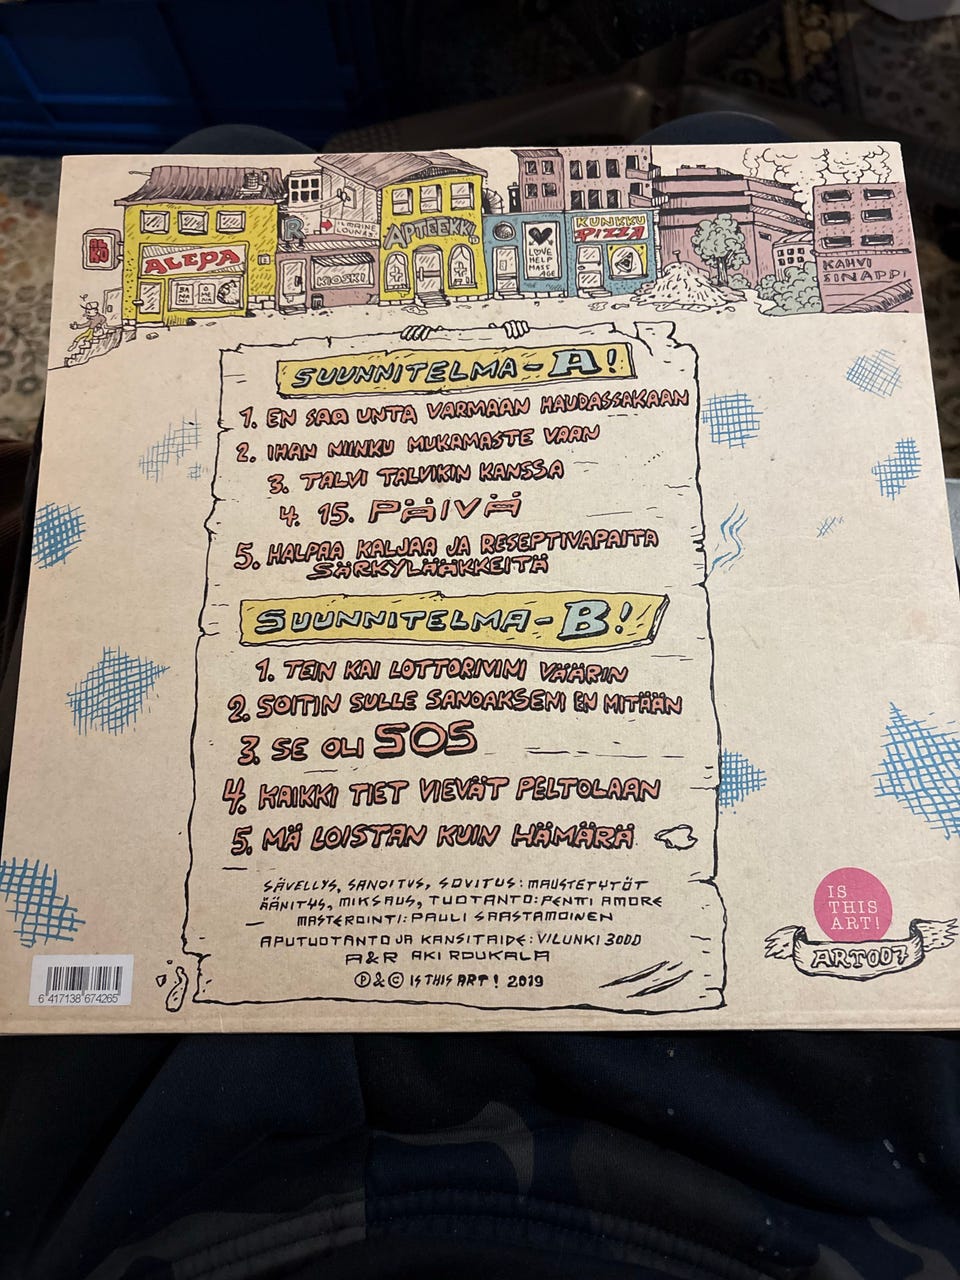 ALKO
ALEPA
R
LOUNAS!
KIOSKI
APTEEKKI
LOVE
HELP
MASS
AGE
KUNKKU
PIZZA
KAHVI
SINAPPI
SUUNNITELMA-A!
1. EN SAA UNTA VARMAAN HAUDASSAKAAN
2. IHAN NIINKU MUKAMASTE VAAN
3. TALVI TALVIKIN KANSSA
4. 15. PÄIVÄ
5. HALPAA KALJAA JA RESEPTIVAPAITA
SÄRKYLÄÄKKEITÄ
SUUNNITELMA-B!
1. TEIN KAI LOTTORIVINI VÄÄRIN
2. SOITIN SULLE SANOAKSENI EN MITÄÄN
3. SE OLI SOS
4. KAIKKI TIET VIEVÄT PELTOLAAN
5. MÄ LOISTAN KUIN HÄMÄRÄ
SÄVELLYS, SANOITUS, SOVITUS: MAUSTETYTÖT
ÄÄNITYS, MIKSAUS, TUOTANTO: PENTTI AMORE
MASTEROINTI: PAULI SAASTAMOINEN
APUTUOTANTO JA KANSITAIDE: VILUNKI 3000
A&R AKI ROUKALA
Ⓟ & © IS THIS ART! 2019
IS
THIS
ART!
ART007
6 417138 674265